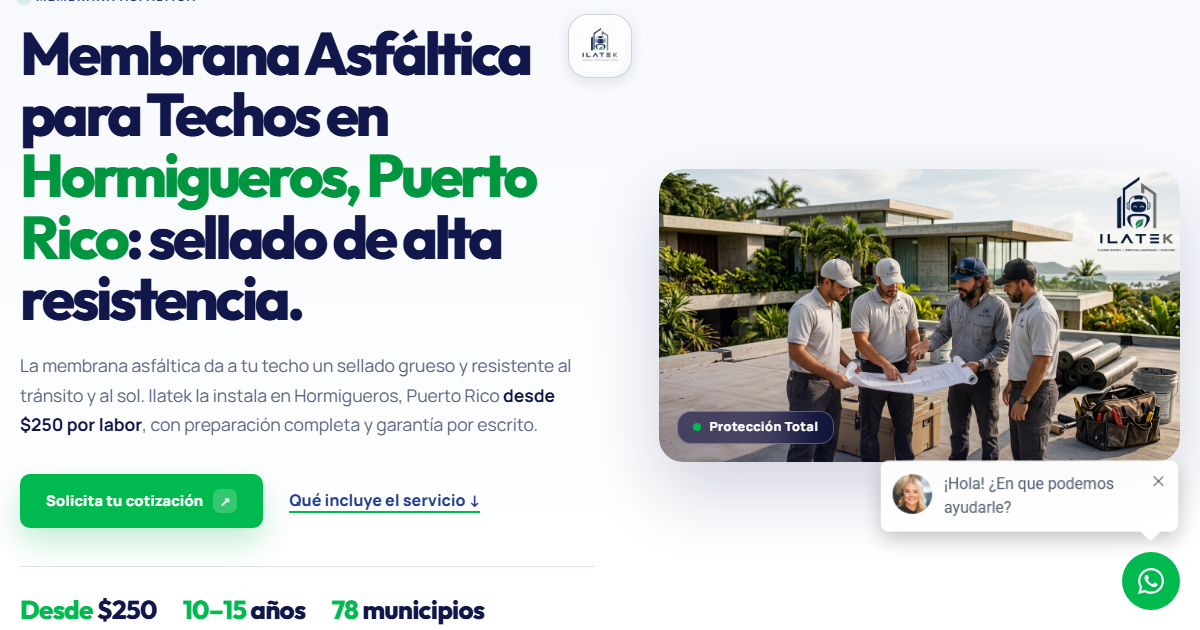 Membrana Asfáltica
para Techos en
Hormigueros, Puerto
Rico: sellado de alta
resistencia.
ILATEK
La membrana asfáltica da a tu techo un sellado grueso y resistente al
tránsito y al sol. Ilatek la instala en Hormigueros, Puerto Rico desde
$250 por labor, con preparación completa y garantía por escrito.
Solicita tu cotización ↗
Qué incluye el servicio ↓
Desde $250
10–15 años
78 municipios
ILATEK
Protección Total
¡Hola! ¿En que podemos
ayudarle?